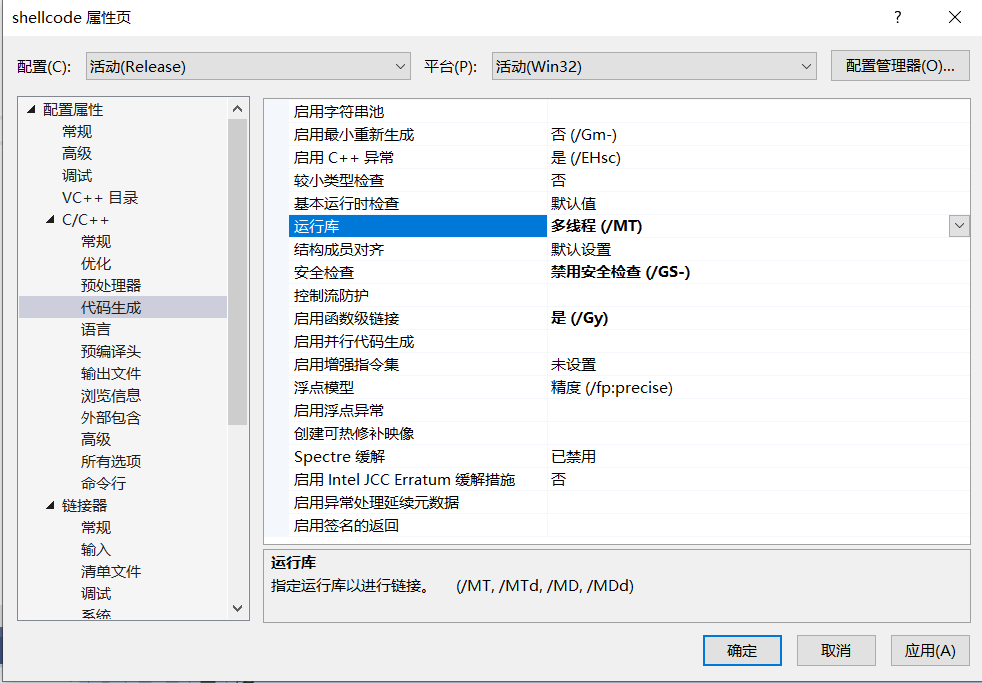 shellcode 属性页
?
配置(C):
活动(Release)
平台(P):
活动(Win32)
配置管理器(O)...
配置属性
常规
高级
调试
VC++ 目录
C/C++
常规
优化
预处理器
代码生成
语言
预编译头
输出文件
浏览信息
外部包含
高级
所有选项
命令行
链接器
常规
输入
清单文件
调试
系统
启用字符串池
启用最小重新生成 否 (/Gm-)
启用 C++ 异常 是 (/EHsc)
较小类型检查 否
基本运行时检查 默认值
运行库 多线程 (/MT)
结构成员对齐 默认设置
安全检查 禁用安全检查 (/GS-)
控制流防护
启用函数级链接 是 (/Gy)
启用并行代码生成
启用增强指令集 未设置
浮点模型 精度 (/fp:precise)
启用浮点异常
创建可热修补映像
Spectre 缓解 已禁用
启用 Intel JCC Erratum 缓解措施 否
启用异常处理延续元数据
启用签名的返回
运行库
指定运行库以进行链接。 (/MT, /MTd, /MD, /MDd)
确定
取消
应用(A)